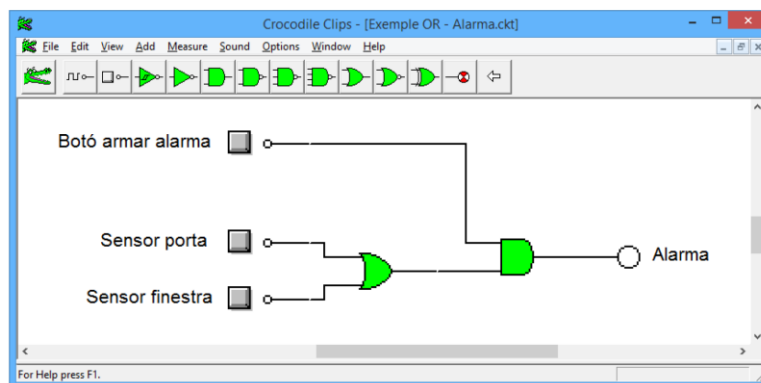 Crocodile Clips - [Exemple OR - Alarma.ckt]
File Edit View Add Measure Sound Options Window Help
Botó armar alarma
Sensor porta
Alarma
Sensor finestra
For Help press F1.